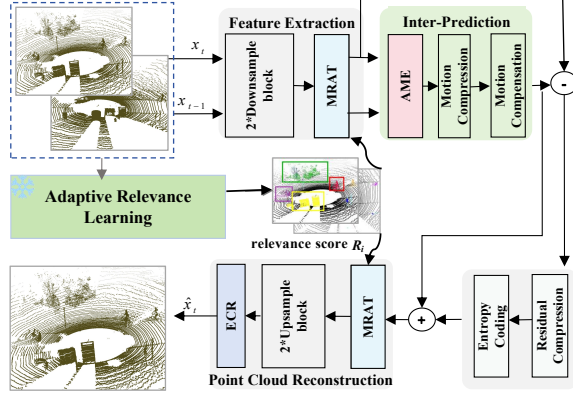 Feature Extraction
Inter-Prediction
x_t
x_{t-1}
2*Downsample
block
MRAT
AME
Motion
Compression
Motion
Compensation
-
Adaptive Relevance
Learning
relevance score R_i
x̂_t
ECR
2*Upsample
block
MRAT
+
Entropy
Coding
Residual
Compression
Point Cloud Reconstruction